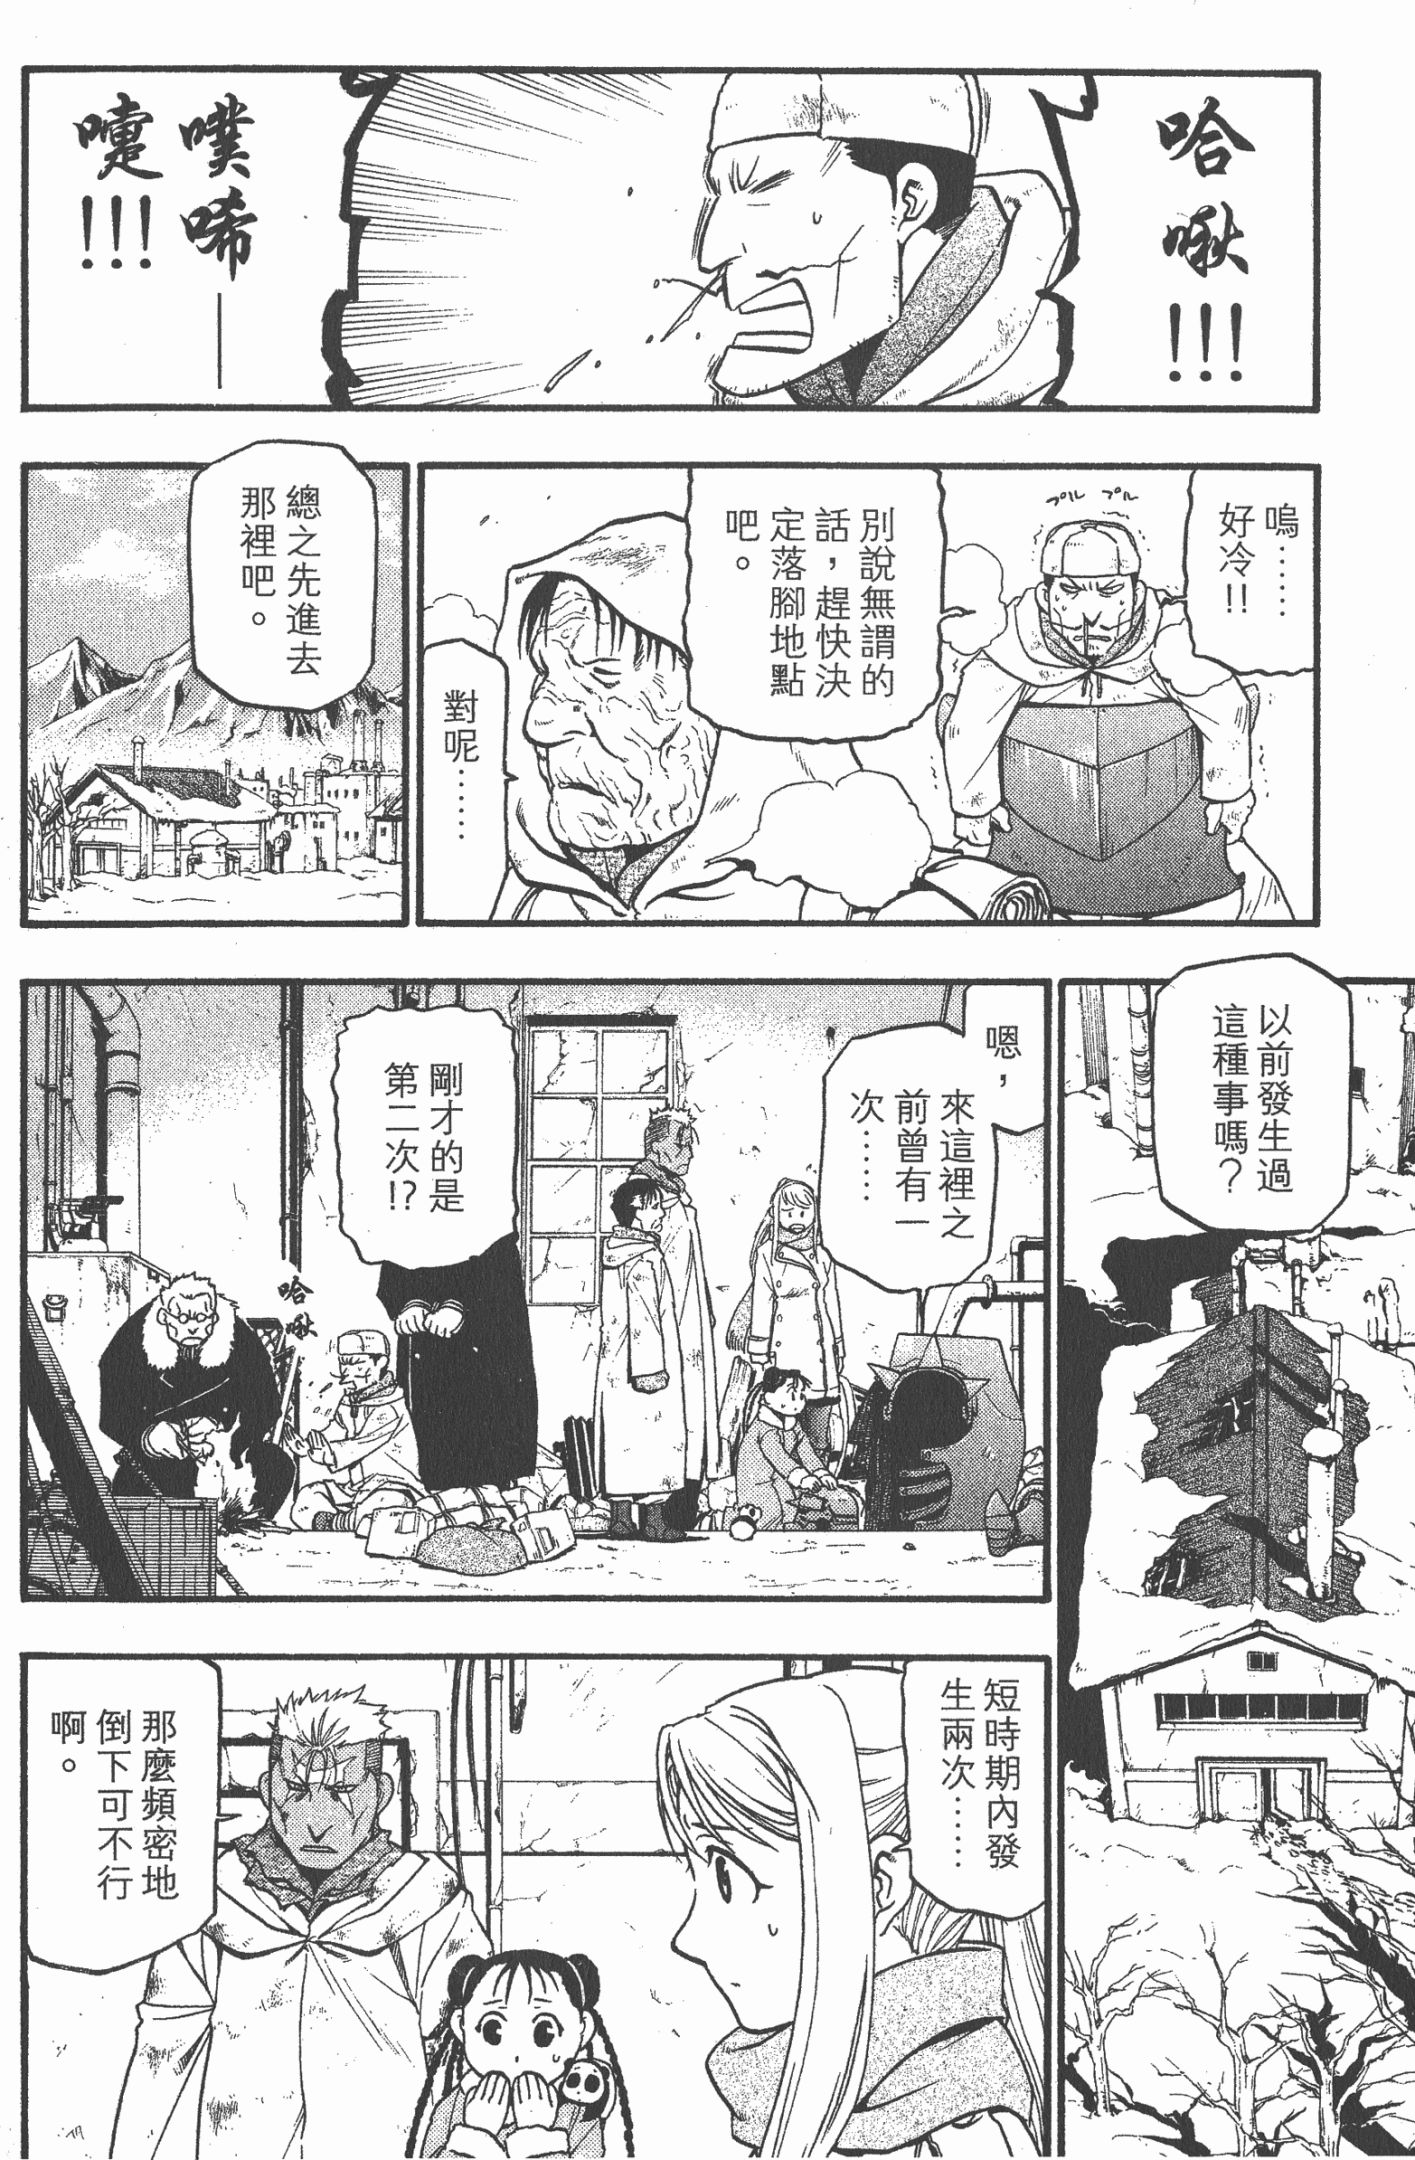 哈啾!!!
噗唏——
嚏!!!
嗚……
好冷!!
プルプル
別說無謂的
話，趕快決
定落腳地點
吧。
對呢……
總之先進去
那裡吧。
以前發生過
這種事嗎？
嗯，
來這裡之
前曾有一
次……
剛才的是
第二次!?
哈啾
短時期內發
生兩次……
那麼頻密地
倒下可不行
啊。